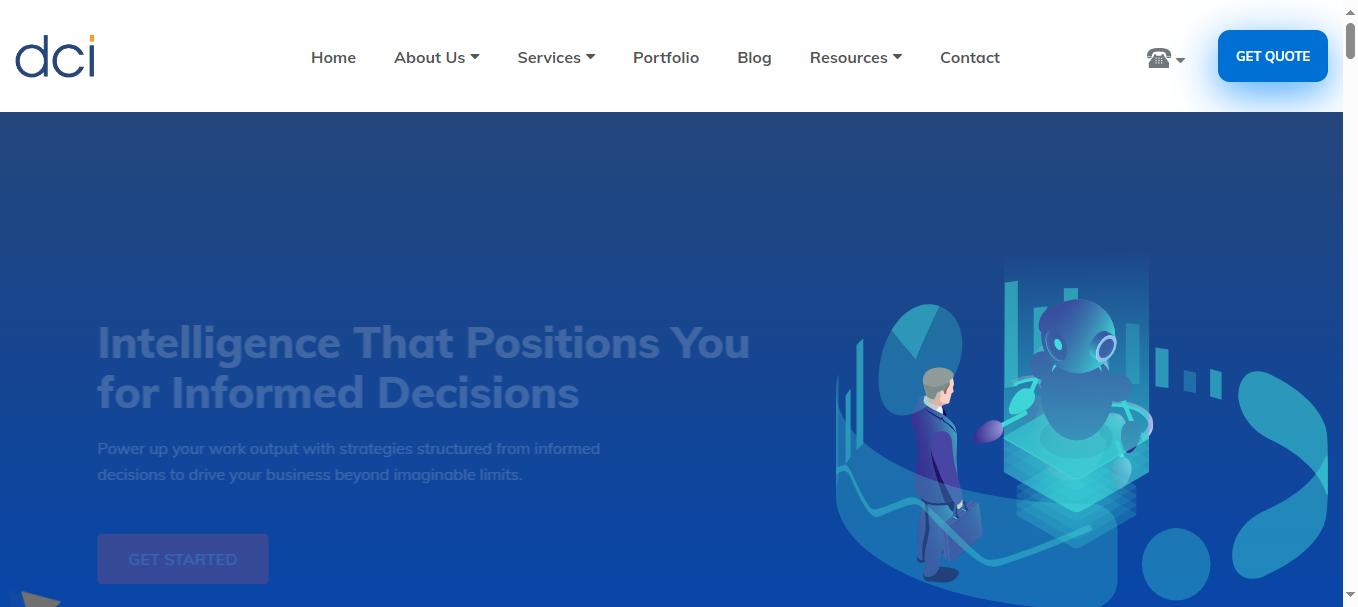 dci
Home
About Us
Services
Portfolio
Blog
Resources
Contact
GET QUOTE
Intelligence That Positions You
for Informed Decisions
Power up your work output with strategies structured from informed
decisions to drive your business beyond imaginable limits.
GET STARTED